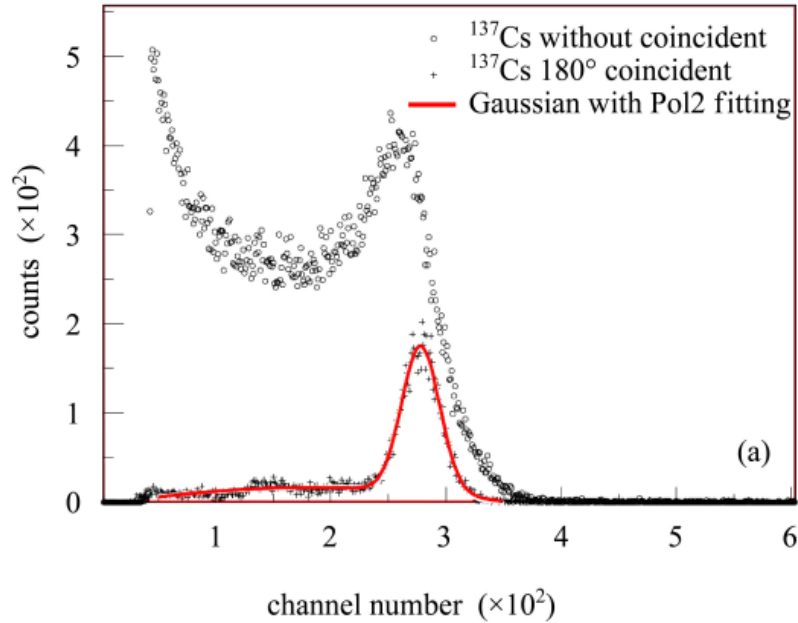 ¹³⁷Cs without coincident
¹³⁷Cs 180° coincident
Gaussian with Pol2 fitting
5
4
3
2
1
0
counts (×10²)
(a)
1 2 3 4 5 6
channel number (×10²)